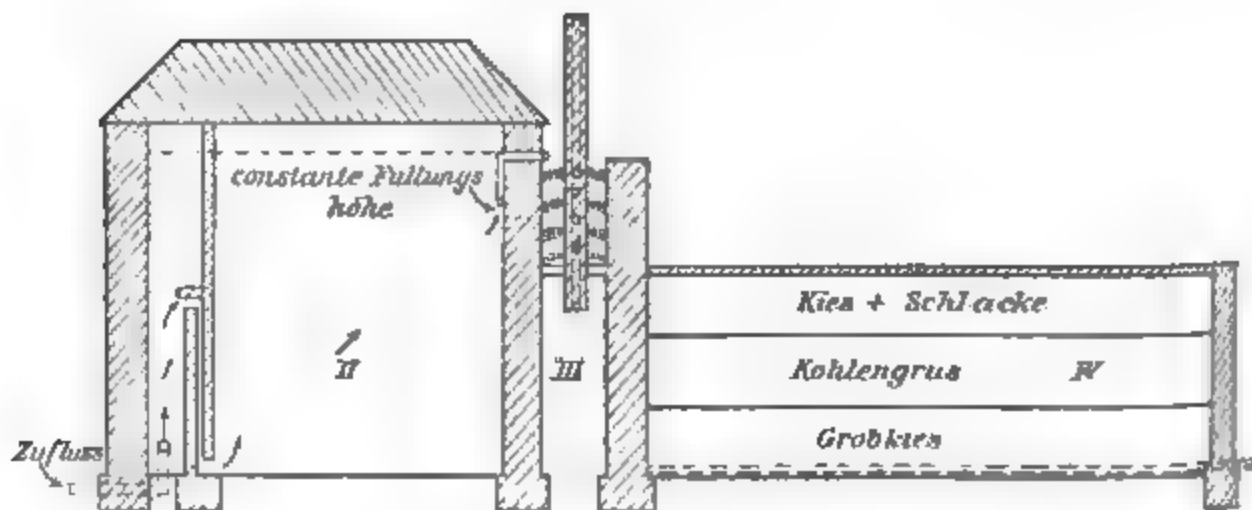 constante Füllungs
höhe
Kies + Schlacke
II
III
Kohlengrus IV
Grobkies
Zufluss
I